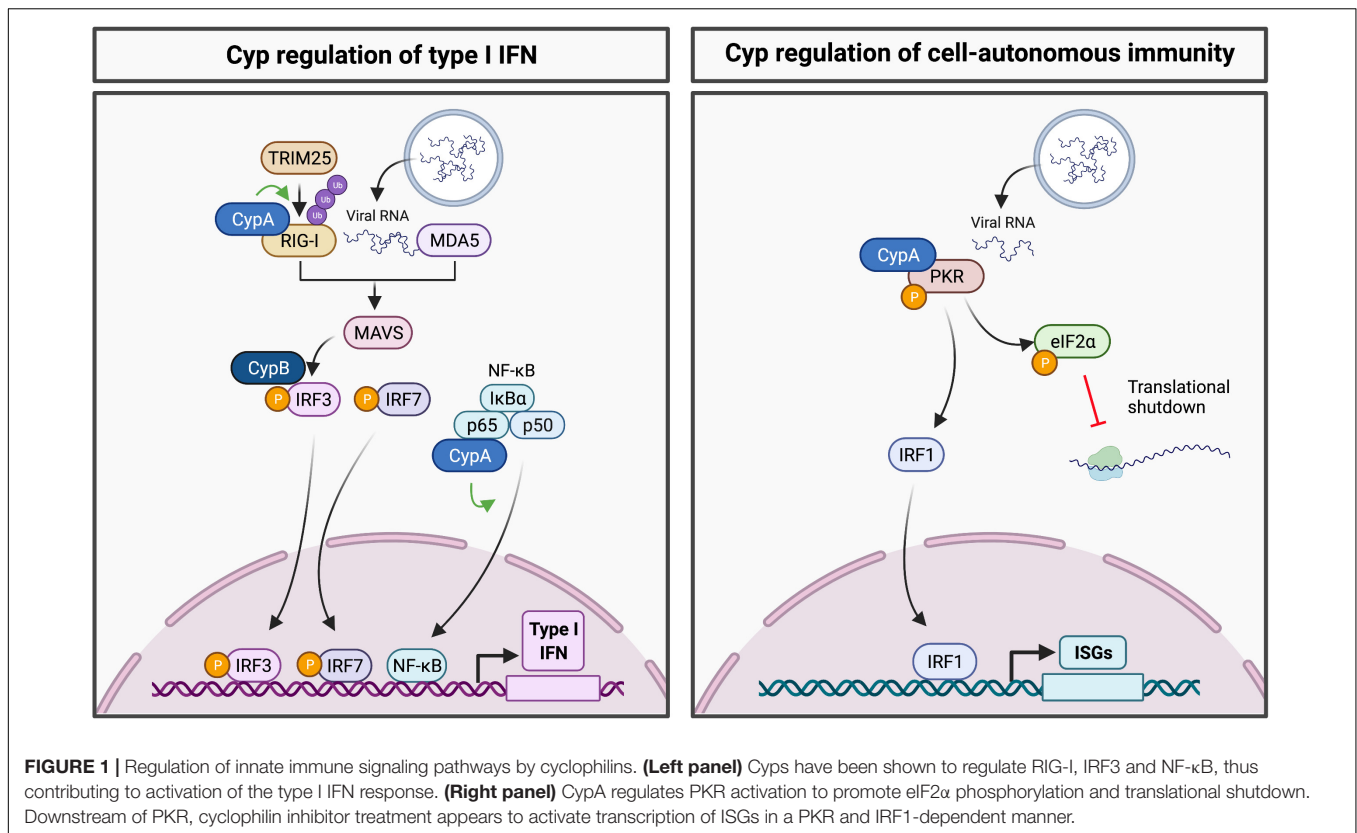 Cyp regulation of type I IFN
TRIM25
Ub
Ub
Ub
CypA
RIG-I
Viral RNA
MDA5
MAVS
CypB
P
IRF3
P
IRF7
NF-κB
IκBα
p65
p50
CypA
P
IRF3
P
IRF7
NF-κB
Type I
IFN
Cyp regulation of cell-autonomous immunity
Viral RNA
CypA
PKR
P
eIF2α
P
Translational
shutdown
IRF1
IRF1
ISGs
FIGURE 1 | Regulation of innate immune signaling pathways by cyclophilins. (Left panel) Cyps have been shown to regulate RIG-I, IRF3 and NF-κB, thus
contributing to activation of the type I IFN response. (Right panel) CypA regulates PKR activation to promote eIF2α phosphorylation and translational shutdown.
Downstream of PKR, cyclophilin inhibitor treatment appears to activate transcription of ISGs in a PKR and IRF1-dependent manner.